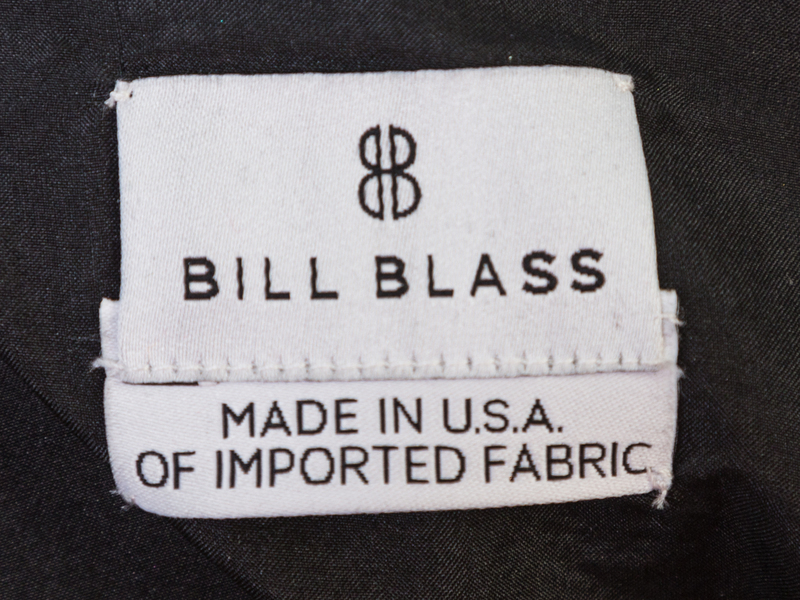 BILL BLASS
MADE IN U.S.A.
OF IMPORTED FABRIC